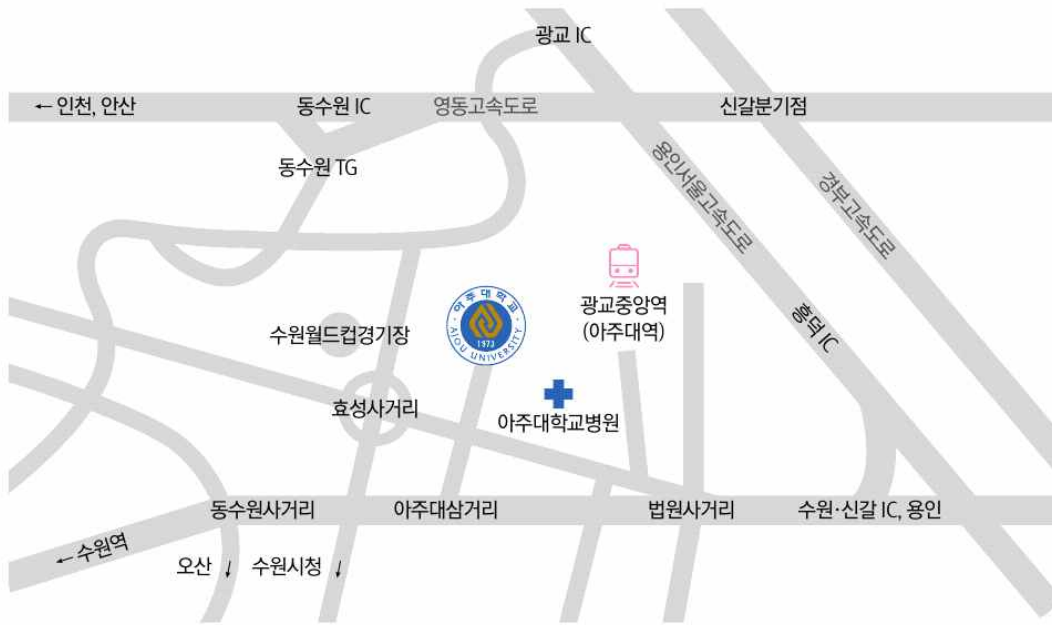 광교 IC
← 인천, 안산
동수원 IC
영동고속도로
신갈분기점
동수원 TG
용인서울고속도로
경부고속도로
광교중앙역
(아주대역)
아주대학교
AJOU UNIVERSITY
1973
수원월드컵경기장
흥덕 IC
효성사거리
아주대학교병원
동수원사거리
아주대삼거리
법원사거리
수원·신갈 IC, 용인
← 수원역
오산 ↓
수원시청 ↓